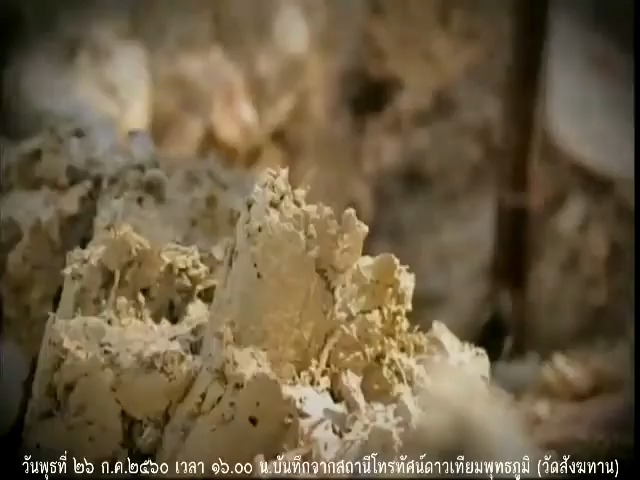 วันพุธที่ ๒๖ ก.ค.๒๕๖๐ เวลา ๑๖.๐๐ น.บันทึกจากสถานีโทรทัศน์ดาวเทียมพุทธภูมิ (วัดสังฆทาน)